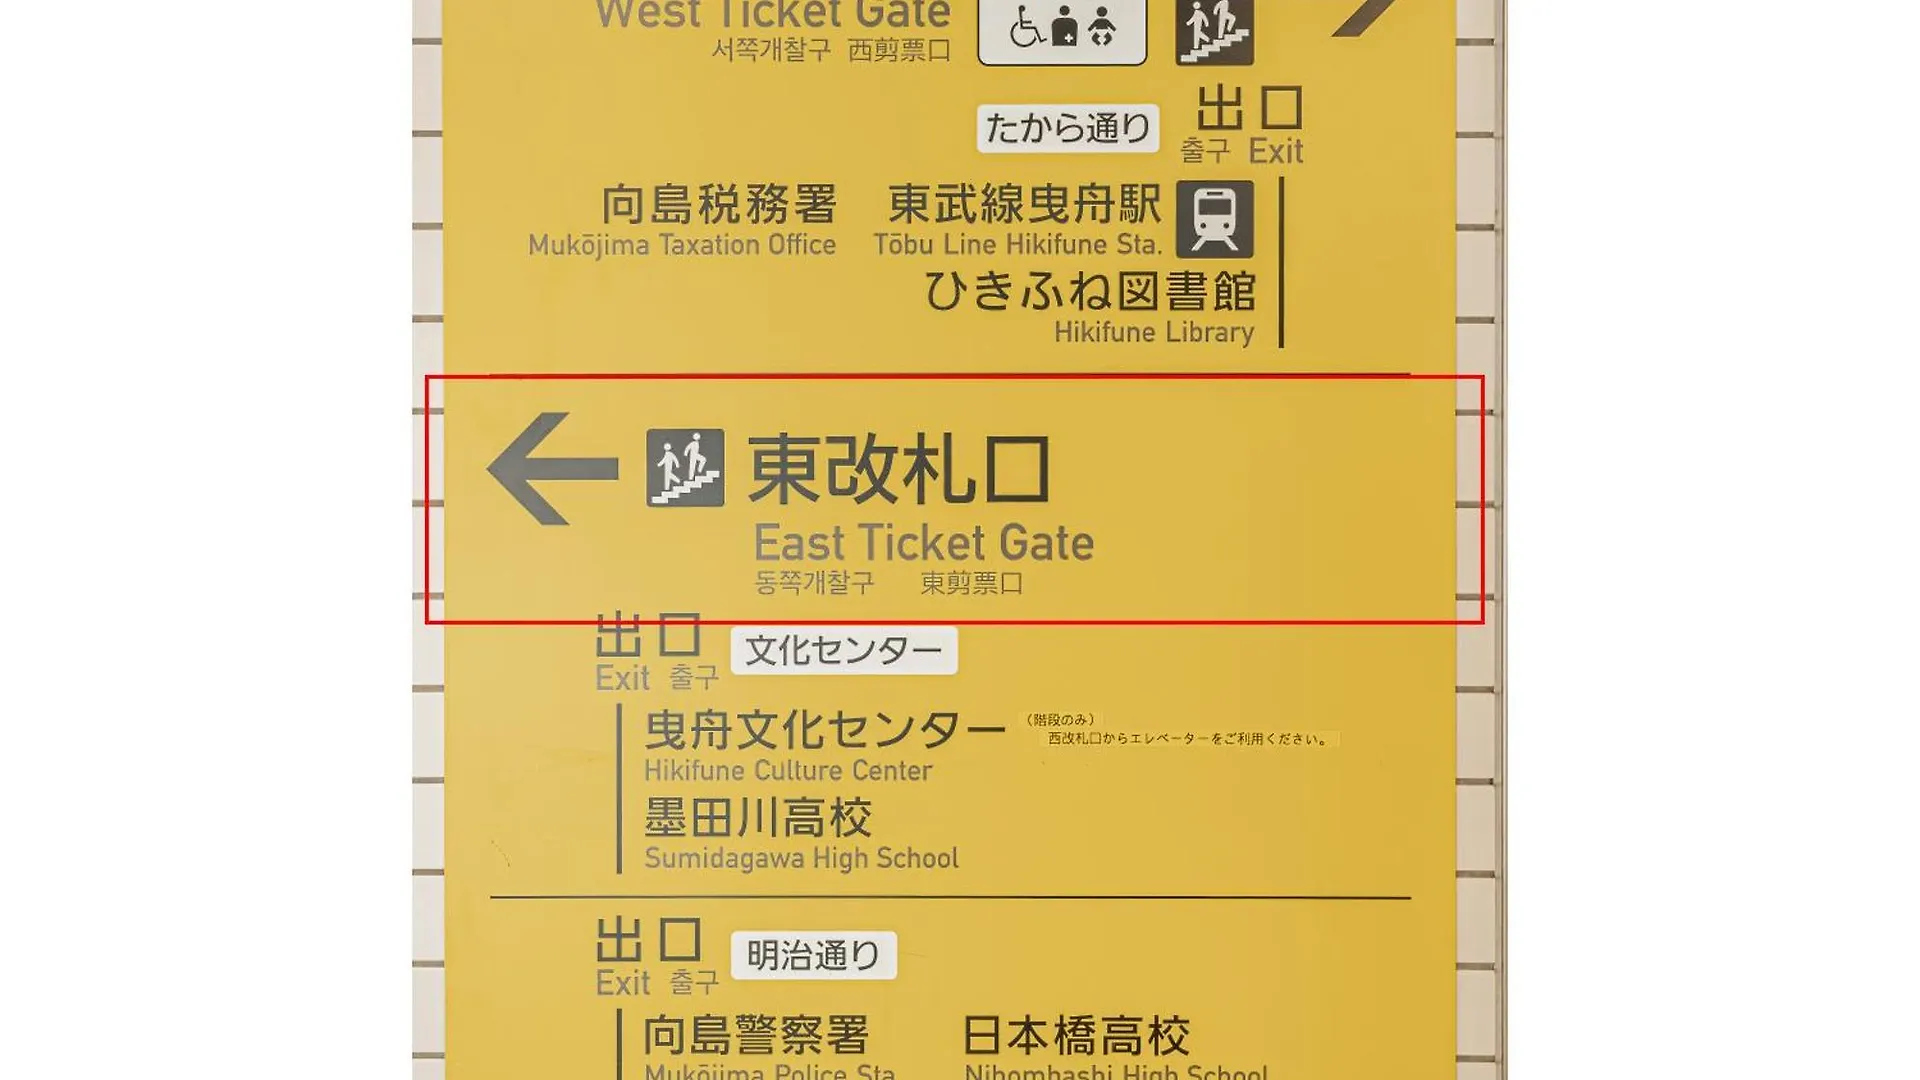 West Ticket Gate
서쪽개찰구 西剪票口
たから通り 出口
출구 Exit
向島税務署 東武線曳舟駅
Mukōjima Taxation Office Tōbu Line Hikifune Sta.
ひきふね図書館
Hikifune Library
東改札口
East Ticket Gate
동쪽개찰구 東剪票口
出口 文化センター
Exit 출구
曳舟文化センター (階段のみ)
西改札口からエレベーターをご利用ください。
Hikifune Culture Center
墨田川高校
Sumidagawa High School
出口 明治通り
Exit 출구
向島警察署 日本橋高校
Mukōjima Police Sta. Nihombashi High School